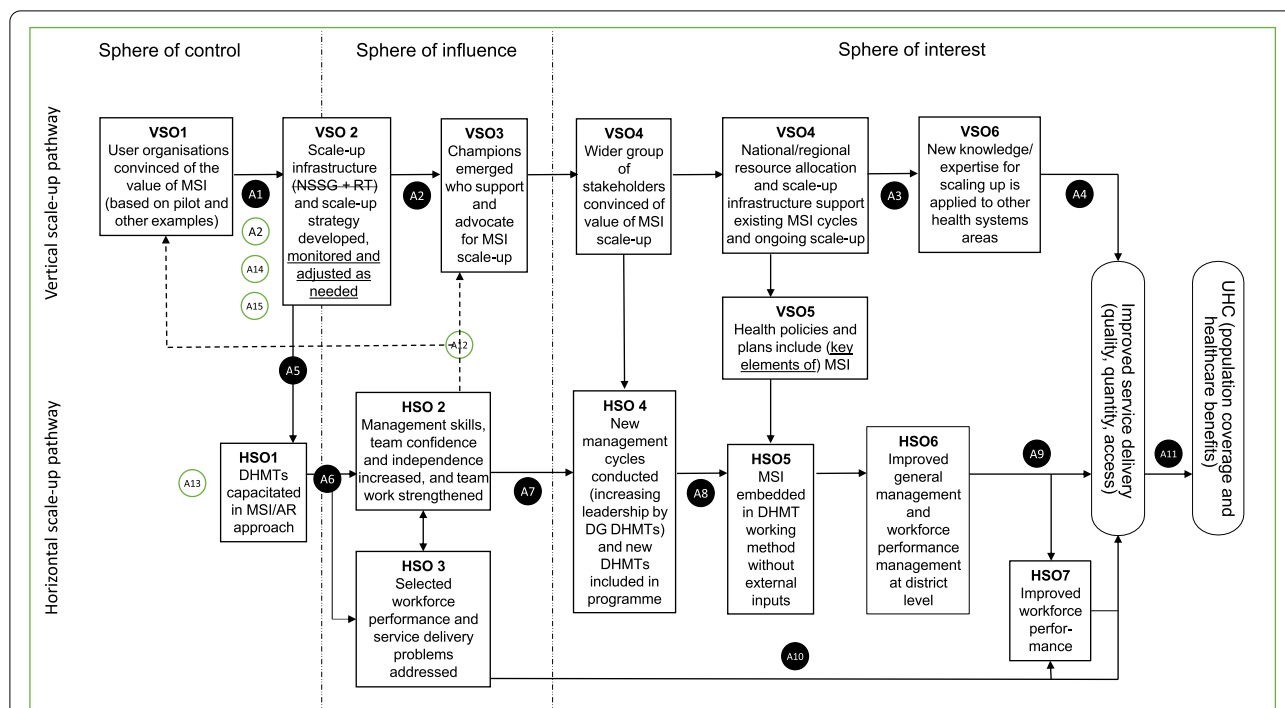 Sphere of control
Sphere of influence
Sphere of interest
Vertical scale-up pathway
VSO1
User organisations
convinced of the
value of MSI
(based on pilot and
other examples)
A1
A2
A14
A15
VSO 2
Scale-up
infrastructure
(NSSG + RT)
and scale-up
strategy
developed,
monitored and
adjusted as
needed
A2
VSO3
Champions
emerged
who support
and
advocate
for MSI
scale-up
VSO4
Wider group
of
stakeholders
convinced of
value of MSI
scale-up
VSO4
National/regional
resource allocation
and scale-up
infrastructure support
existing MSI cycles
and ongoing scale-up
A3
VSO6
New knowledge/
expertise for
scaling up is
applied to other
health systems
areas
A4
VSO5
Health policies and
plans include (key
elements of) MSI
A12
A5
Horizontal scale-up pathway
A13
HSO1
DHMTs
capacitated
in MSI/AR
approach
A6
HSO 2
Management skills,
team confidence
and independence
increased, and team
work strengthened
A7
HSO 3
Selected
workforce
performance and
service delivery
problems
addressed
HSO 4
New
management
cycles
conducted
(increasing
leadership by
DG DHMTs)
and new
DHMTs
included in
programme
A8
HSO5
MSI
embedded
in DHMT
working
method
without
external
inputs
HSO6
Improved
general
management
and
workforce
performance
management
at district
level
A9
HSO7
Improved
workforce
perfor-
mance
A10
Improved service delivery
(quality, quantity, access)
A11
UHC (population coverage and
healthcare benefits)